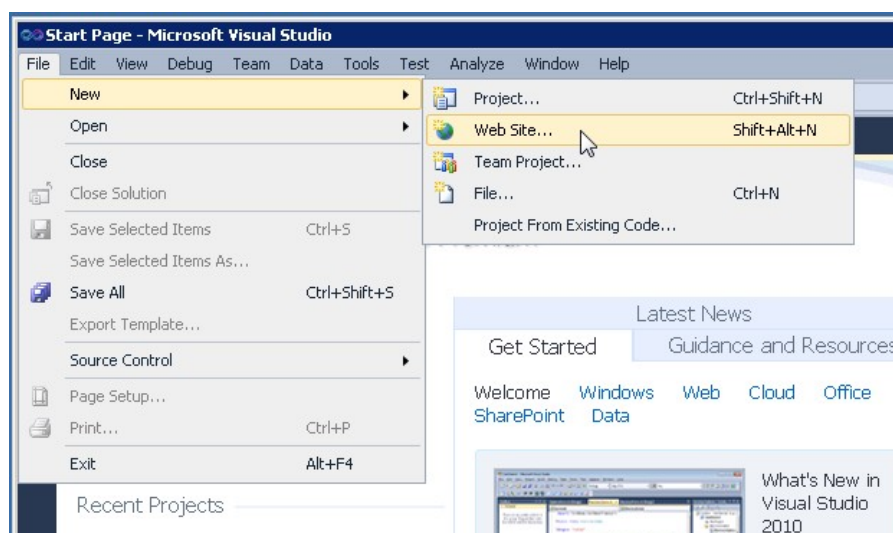 Start Page - Microsoft Visual Studio
File Edit View Debug Team Data Tools Test Analyze Window Help
New
Open
Close
Close Solution
Save Selected Items Ctrl+S
Save Selected Items As...
Save All Ctrl+Shift+S
Export Template...
Source Control
Page Setup...
Print... Ctrl+P
Exit Alt+F4
Project... Ctrl+Shift+N
Web Site... Shift+Alt+N
Team Project...
File... Ctrl+N
Project From Existing Code...
Latest News
Get Started Guidance and Resources
Welcome Windows Web Cloud Office
SharePoint Data
What's New in
Visual Studio
2010
Recent Projects